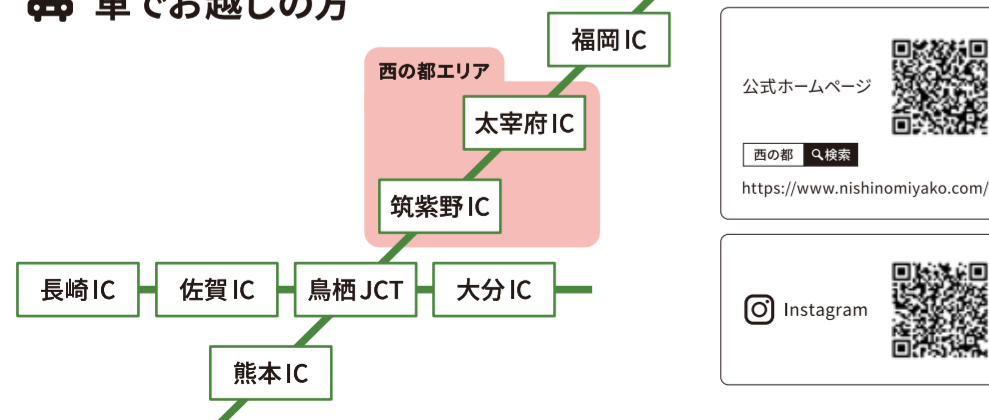 車でお越しの方
福岡IC
西の都エリア
太宰府IC
筑紫野IC
長崎IC
佐賀IC
鳥栖JCT
大分IC
熊本IC
公式ホームページ
西の都 検索
https://www.nishinomiyako.com/
Instagram